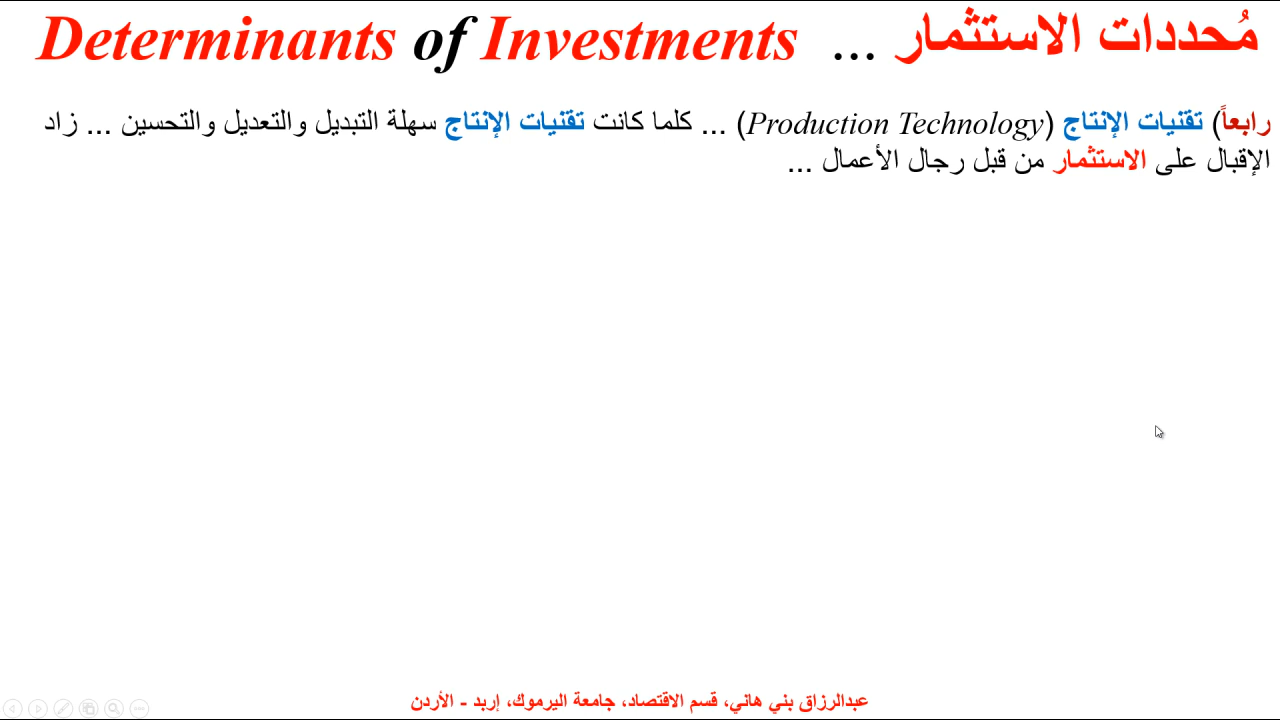 مُحددات الاستثمار ... Determinants of Investments
رابعاً) تقنيات الإنتاج (Production Technology) ... كلما كانت تقنيات الإنتاج سهلة التبديل والتعديل والتحسين ... زاد
الإقبال على الاستثمار من قبل رجال الأعمال ...
عبدالرزاق بني هاني، قسم الاقتصاد، جامعة اليرموك، إربد - الأردن